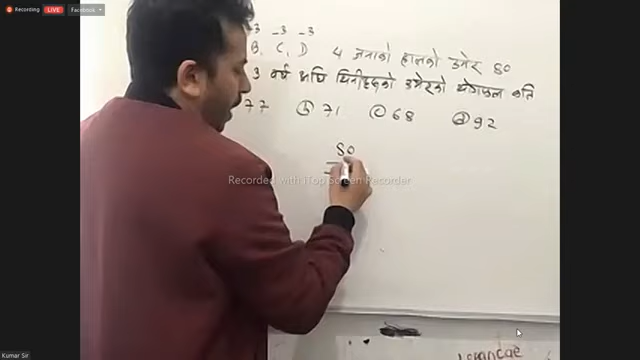 Recording LIVE Facebook
-3 -3 -3
B, C, D 4 जनाको हालको उमेर 80
3 वर्ष अघि यिनीहरूको उमेरको योगफल कति
77 ⓑ 71 ⓒ 68 ⓓ 92
80
Recorded with iTop Screen Recorder
Kumar Sir